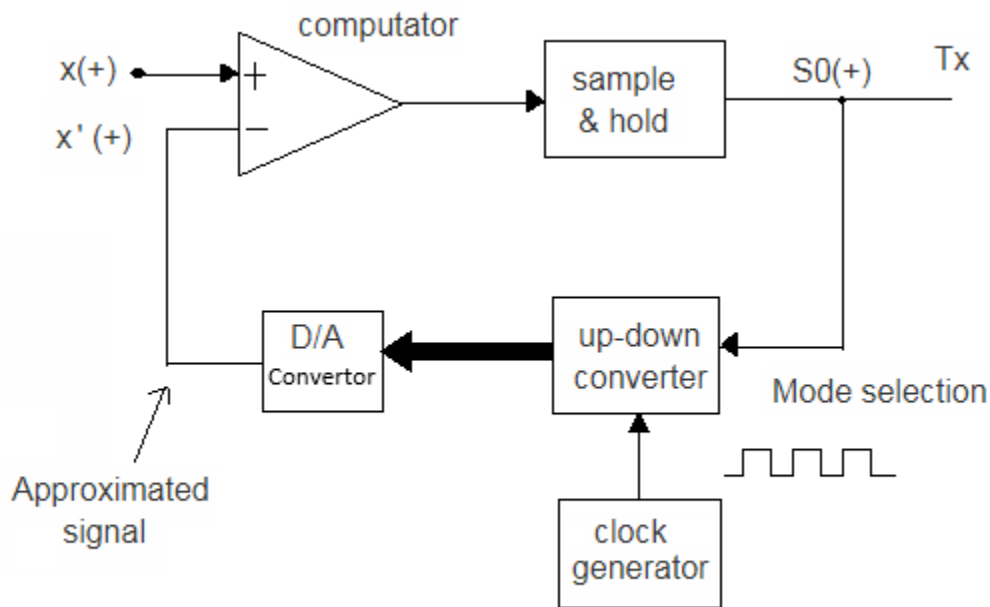 computator
x(+)
+
x' (+)
−
sample
& hold
S0(+)
Tx
D/A
Convertor
up-down
converter
Mode selection
Approximated
signal
clock
generator